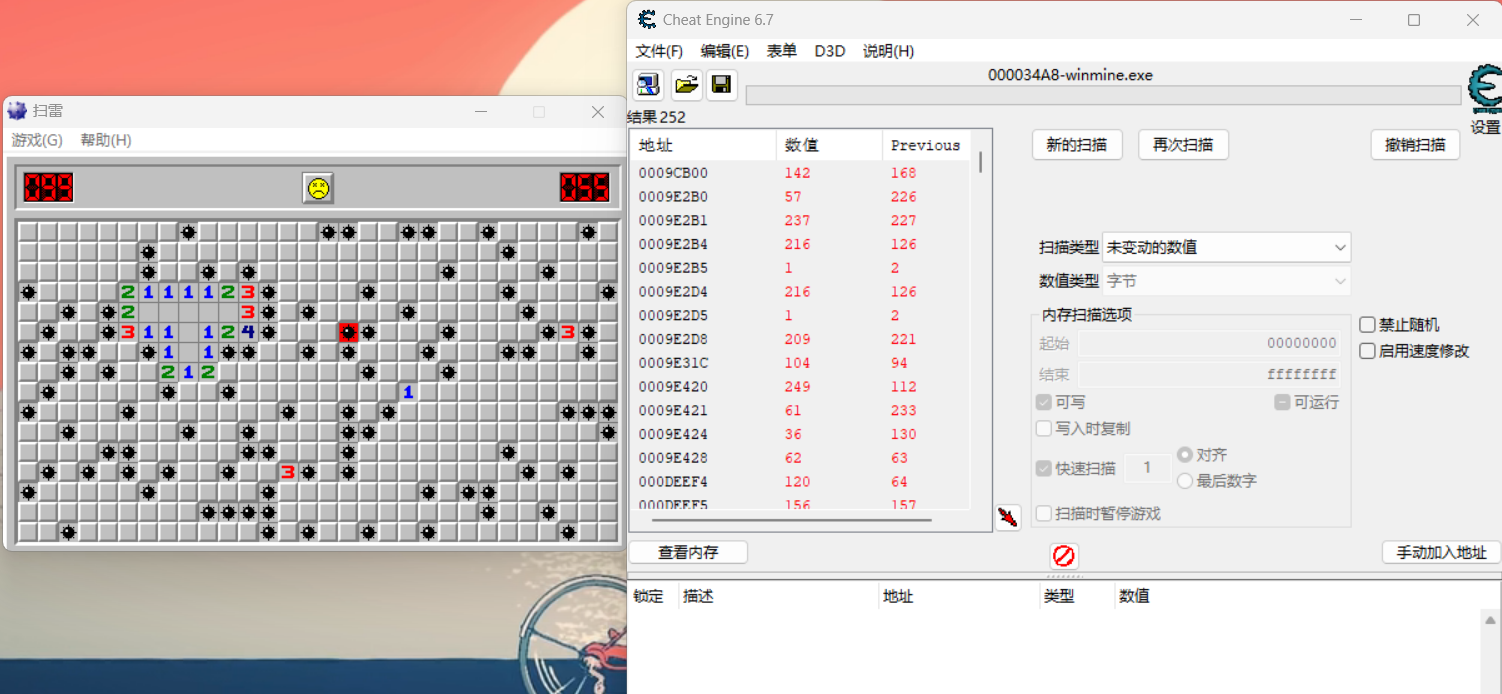 Cheat Engine 6.7
文件(F) 编辑(E) 表单 D3D 说明(H)
000034A8-winmine.exe
设置
扫雷
游戏(G) 帮助(H)
099 055
2 1 1 1 1 2 3
2 3
3 1 1 1 2 4 3
1 1
2 1 2
1
3
结果 252
地址 数值 Previous
0009CB00 142 168
0009E2B0 57 226
0009E2B1 237 227
0009E2B4 216 126
0009E2B5 1 2
0009E2D4 216 126
0009E2D5 1 2
0009E2D8 209 221
0009E31C 104 94
0009E420 249 112
0009E421 61 233
0009E424 36 130
0009E428 62 63
000DEEF4 120 64
000DEEF5 156 157
新的扫描 再次扫描 撤销扫描
扫描类型 未变动的数值
数值类型 字节
内存扫描选项
起始 00000000
结束 ffffffff
可写 可运行
写入时复制
快速扫描 1 对齐
最后数字
扫描时暂停游戏
禁止随机
启用速度修改
查看内存 手动加入地址
锁定 描述 地址 类型 数值